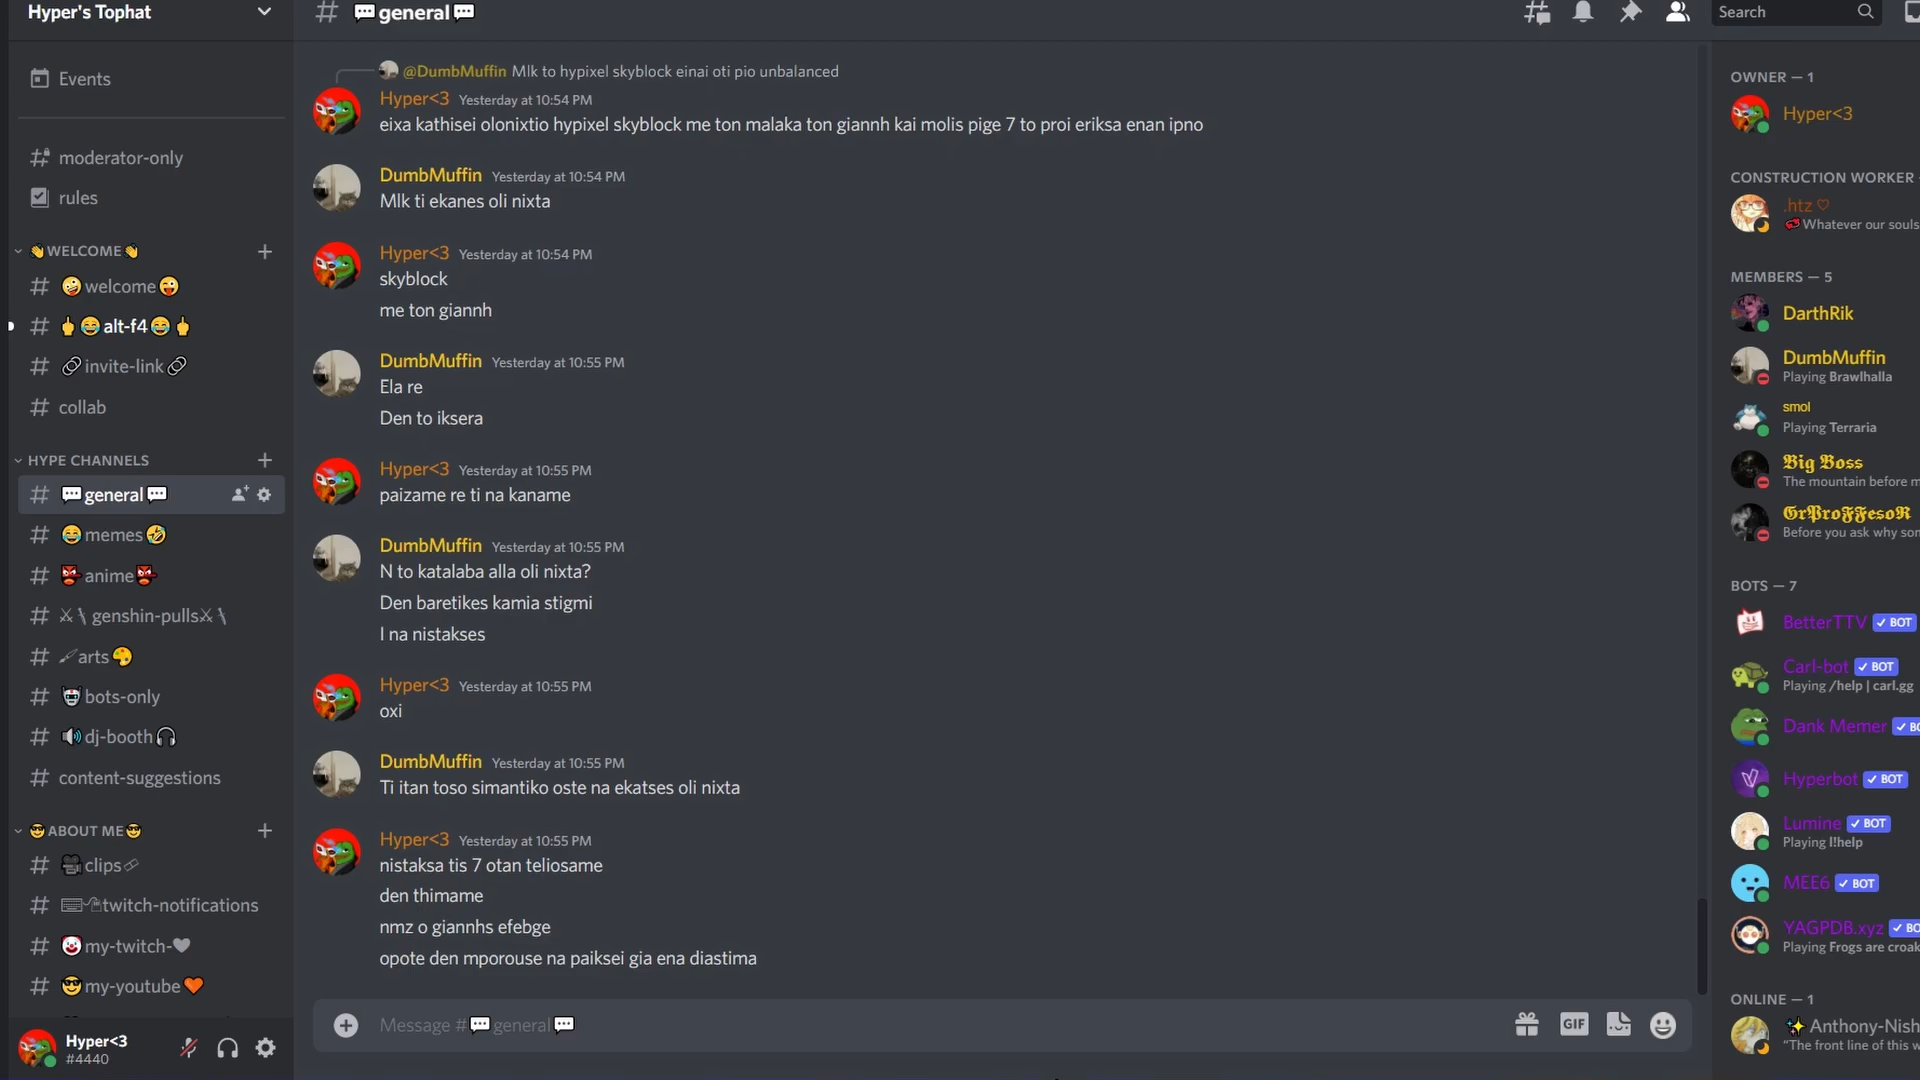 Hyper's Tophat
Events
moderator-only
rules
WELCOME
welcome
alt-f4
invite-link
collab
HYPE CHANNELS
general
memes
anime
genshin-pulls
arts
bots-only
dj-booth
content-suggestions
ABOUT ME
clips
twitch-notifications
my-twitch-
my-youtube
Hyper<3
#4440
general
Search
@DumbMuffin Mlk to hypixel skyblock einai oti pio unbalanced
Hyper<3 Yesterday at 10:54 PM
eixa kathisei olonixtio hypixel skyblock me ton malaka ton giannh kai molis pige 7 to proi eriksa enan ipno
DumbMuffin Yesterday at 10:54 PM
Mlk ti ekanes oli nixta
Hyper<3 Yesterday at 10:54 PM
skyblock
me ton giannh
DumbMuffin Yesterday at 10:55 PM
Ela re
Den to iksera
Hyper<3 Yesterday at 10:55 PM
paizame re ti na kaname
DumbMuffin Yesterday at 10:55 PM
N to katalaba alla oli nixta?
Den baretikes kamia stigmi
I na nistakses
Hyper<3 Yesterday at 10:55 PM
oxi
DumbMuffin Yesterday at 10:55 PM
Ti itan toso simantiko oste na ekatses oli nixta
Hyper<3 Yesterday at 10:55 PM
nistaksa tis 7 otan teliosame
den thimame
nmz o giannhs efebge
opote den mporouse na paiksei gia ena diastima
Message # general
GIF
OWNER — 1
Hyper<3
CONSTRUCTION WORKER
.htz ♡
Whatever our souls
MEMBERS — 5
DarthRik
DumbMuffin
Playing Brawlhalla
smol
Playing Terraria
Big Boss
The mountain before m
GrProFFesoR
Before you ask why som
BOTS — 7
BetterTTV ✓ BOT
Carl-bot ✓ BOT
Playing /help | carl.gg
Dank Memer ✓ BO
Hyperbot ✓ BOT
Lumine ✓ BOT
Playing l!help
MEE6 ✓ BOT
YAGPDB.xyz ✓ BO
Playing Frogs are croak
ONLINE — 1
Anthony-Nish
“The front line of this w